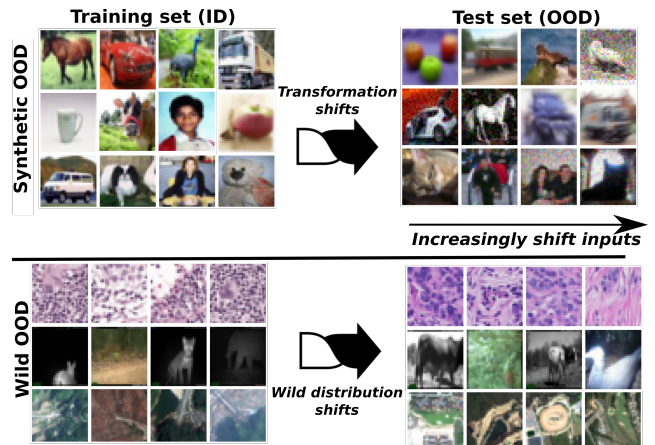 Training set (ID)
Test set (OOD)
Synthetic OOD
Transformation
shifts
Increasingly shift inputs
Wild OOD
Wild distribution
shifts